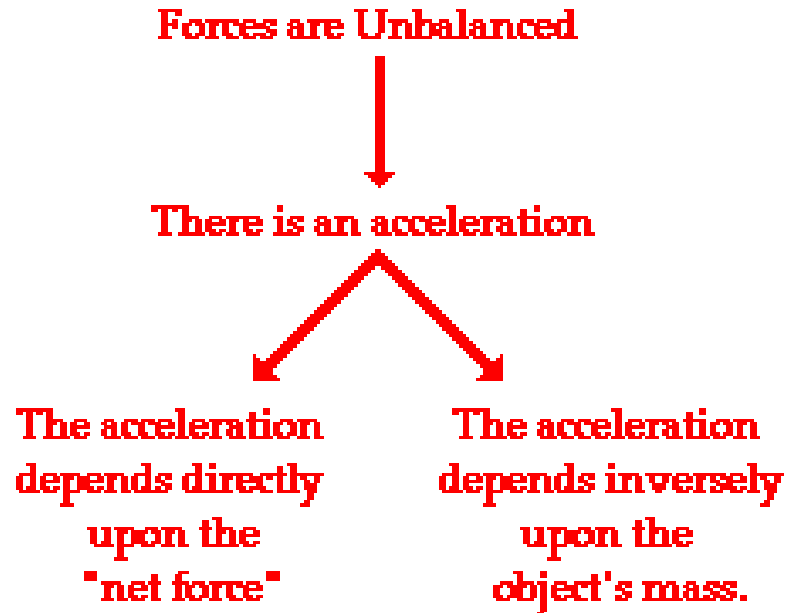 Forces are Unbalanced
There is an acceleration
The acceleration
depends directly
upon the
"net force"
The acceleration
depends inversely
upon the
object's mass.